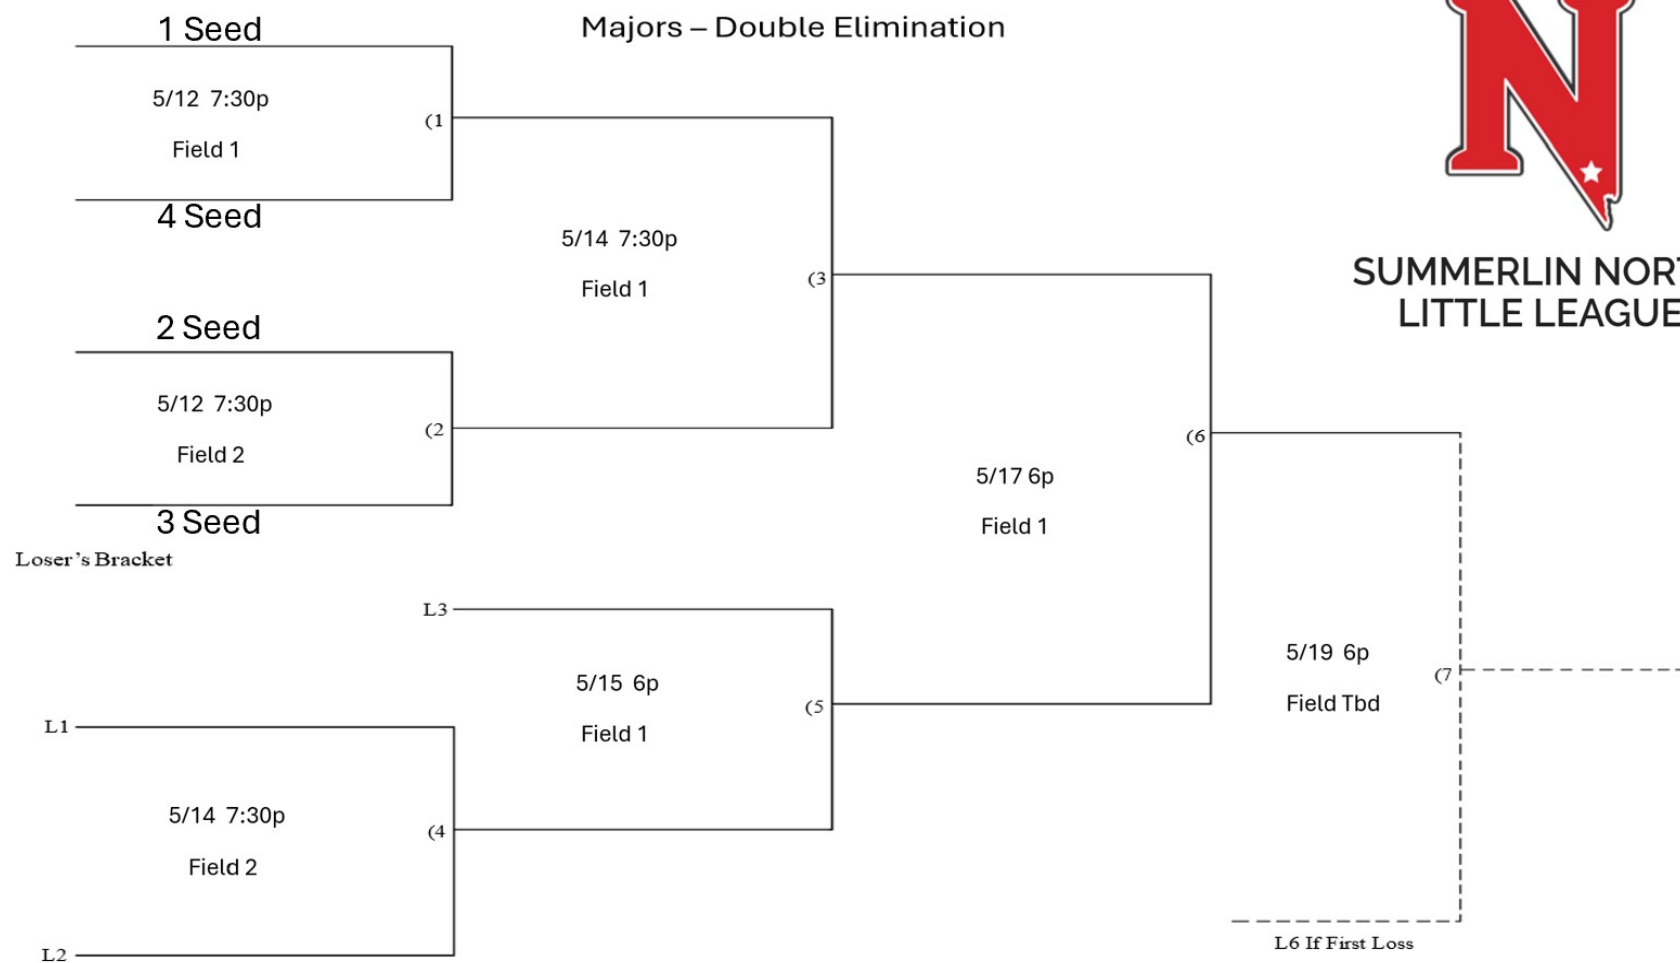 Majors – Double Elimination
1 Seed
5/12 7:30p
Field 1
(1
4 Seed
5/14 7:30p
Field 1
(3
2 Seed
5/12 7:30p
Field 2
(2
3 Seed
SUMMERLIN NORT
LITTLE LEAGUE
(6
5/17 6p
Field 1
Loser’s Bracket
L3
5/15 6p
Field 1
(5
L1
5/14 7:30p
Field 2
(4
L2
5/19 6p
Field Tbd
(7
L6 If First Loss
N